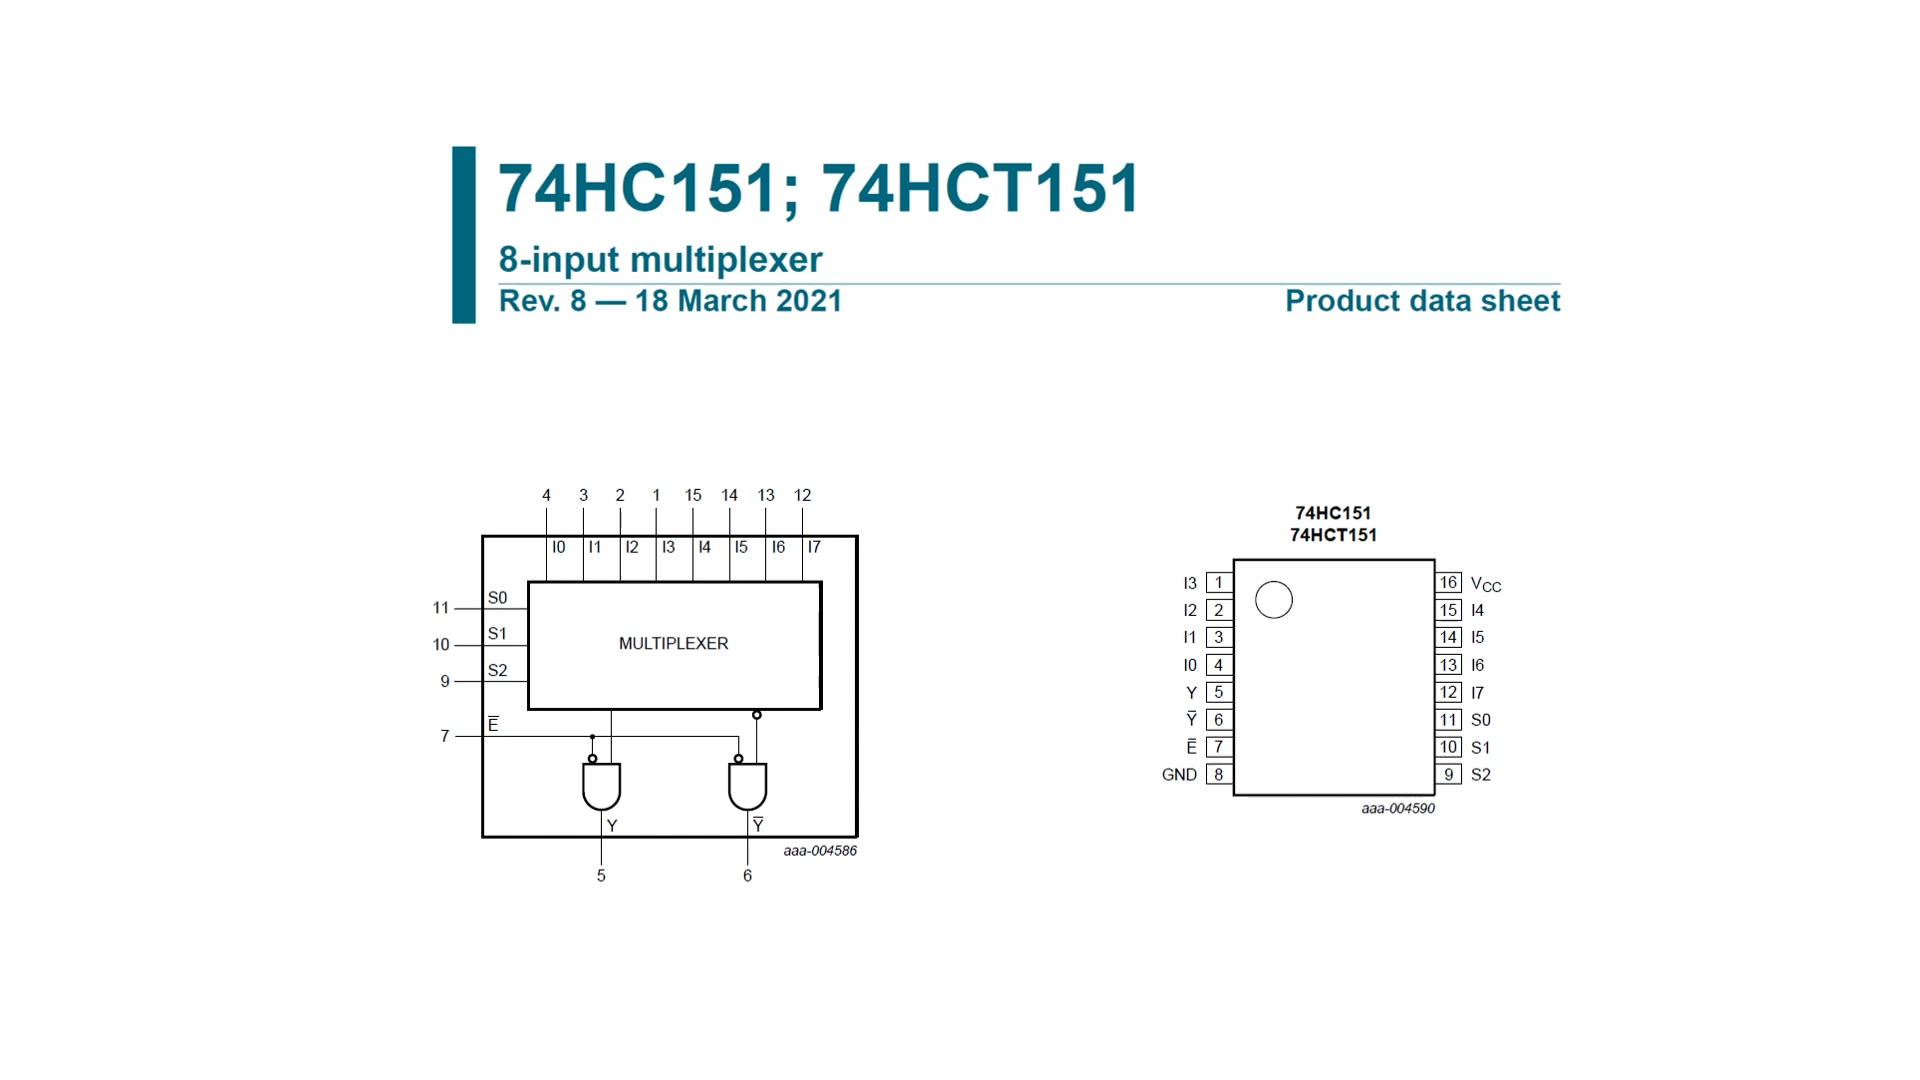 74HC151; 74HCT151
8-input multiplexer
Rev. 8 — 18 March 2021
Product data sheet
4 3 2 1 15 14 13 12
I0 I1 I2 I3 I4 I5 I6 I7
11 S0
10 S1
9 S2
MULTIPLEXER
7 E̅
Y Y̅
aaa-004586
5 6
74HC151
74HCT151
I3 1 16 VCC
I2 2 15 I4
I1 3 14 I5
I0 4 13 I6
Y 5 12 I7
Y̅ 6 11 S0
E̅ 7 10 S1
GND 8 9 S2
aaa-004590